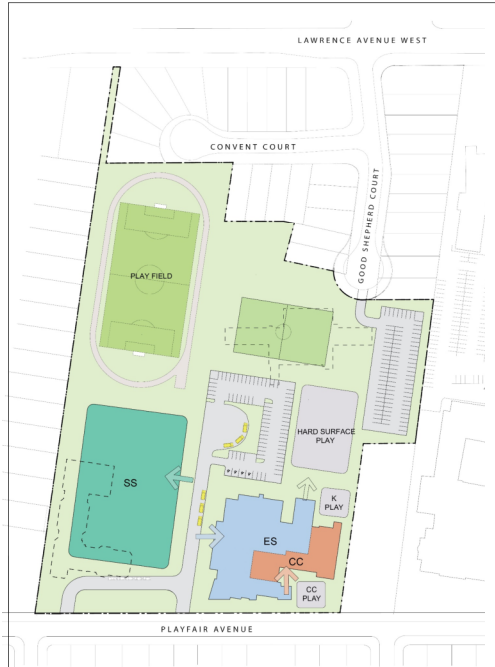 LAWRENCE AVENUE WEST
CONVENT COURT
GOOD SHEPHERD COURT
PLAY FIELD
HARD SURFACE
PLAY
SS
K
PLAY
ES
CC
CC
PLAY
PLAYFAIR AVENUE